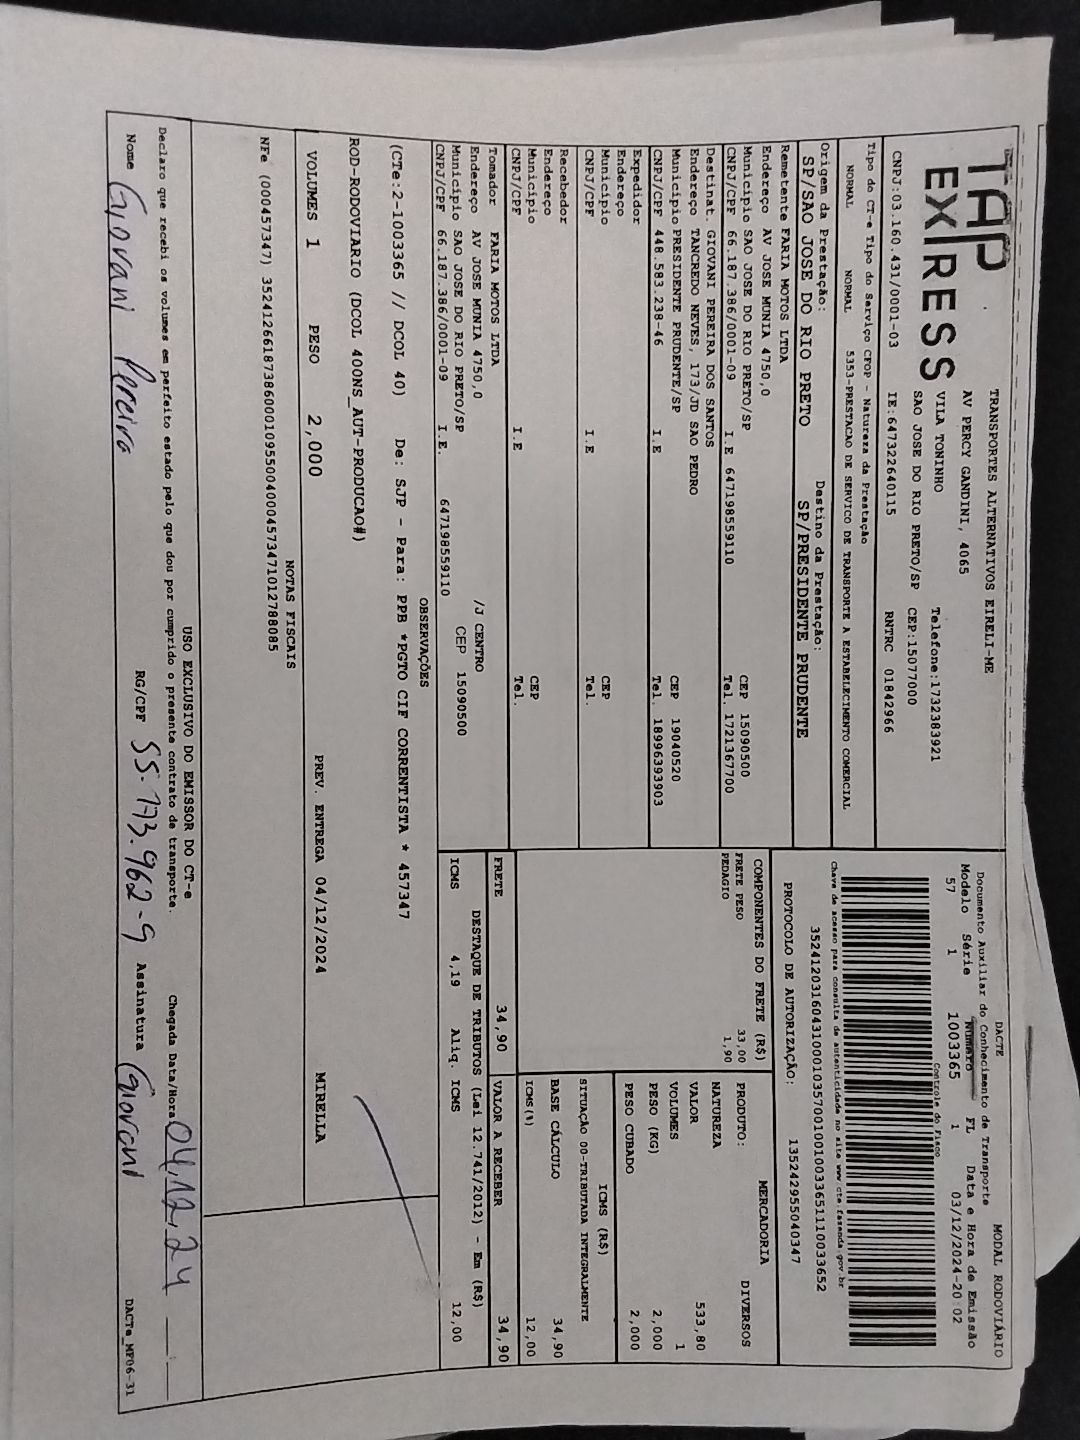 TAP
EXPRESS
TRANSPORTES ALTERNATIVOS EIRELI-ME
AV PERCY GANDINI, 4065
VILA TONINHO Telefone:1732383921
SAO JOSE DO RIO PRETO/SP CEP:15077000
CNPJ:03.160.431/0001-03 IE:647322640115 RNTRC 01842966
DACTE MODAL RODOVIÁRIO
Documento Auxiliar do Conhecimento de Transporte
Modelo Série Número FL Data e Hora de Emissão
57 1 1003365 1 03/12/2024-20:02
Controle do Fisco
Tipo do CT-e Tipo do Serviço CFOP - Natureza da Prestação
NORMAL NORMAL 5353-PRESTACAO DE SERVICO DE TRANSPORTE A ESTABELECIMENTO COMERCIAL
Chave de acesso para consulta de autenticidade no site www.cte.fazenda.gov.br
35241203160431000103570010010033651110033652
PROTOCOLO DE AUTORIZAÇÃO: 135242955040347
Origem da Prestação: Destino da Prestação:
SP/SAO JOSE DO RIO PRETO SP/PRESIDENTE PRUDENTE
Remetente FARIA MOTOS LTDA
Endereço AV JOSE MUNIA 4750,0
Município SAO JOSE DO RIO PRETO/SP CEP 15090500
CNPJ/CPF 66.187.386/0001-09 I.E 647198559110 Tel. 1721367700
Destinat. GIOVANI PEREIRA DOS SANTOS
Endereço TANCREDO NEVES, 173/JD SAO PEDRO
Município PRESIDENTE PRUDENTE/SP CEP 19040520
CNPJ/CPF 448.583.238-46 I.E Tel. 18996393903
Expedidor
Endereço
Município CEP
CNPJ/CPF I.E Tel.
Recebedor
Endereço
Município CEP
CNPJ/CPF I.E Tel.
Tomador FARIA MOTOS LTDA
Endereço AV JOSE MUNIA 4750,0 /J CENTRO
Município SAO JOSE DO RIO PRETO/SP CEP 15090500
CNPJ/CPF 66.187.386/0001-09 I.E. 647198559110
COMPONENTES DO FRETE (R$)
FRETE PESO 33,00
PEDAGIO 1,90
MERCADORIA
PRODUTO: DIVERSOS
NATUREZA
VALOR 533,80
VOLUMES 1
PESO (KG) 2,000
PESO CUBADO 2,000
ICMS (R$)
SITUAÇÃO 00-TRIBUTADA INTEGRALMENTE
BASE CÁLCULO 34,90
ICMS(%) 12,00
FRETE 34,90 VALOR A RECEBER 34,90
DESTAQUE DE TRIBUTOS (Lei 12.741/2012) - Em (R$)
ICMS 4,19 Aliq. ICMS 12,00
OBSERVAÇÕES
(CTe:2-1003365 // DCOL 40) De: SJP - Para: PPB *PGTO CIF CORRENTISTA * 457347
ROD-RODOVIARIO (DCOL 400NS_AUT-PRODUCAO#)
VOLUMES 1 PESO 2,000 PREV. ENTREGA 04/12/2024 MIRELLA
NOTAS FISCAIS
NFe (000457347) 35241266187386000109550040004573471012788085
USO EXCLUSIVO DO EMISSOR DO CT-e
Declaro que recebi os volumes em perfeito estado pelo que dou por cumprido o presente contrato de transporte. Chegada Data/Hora 04,12,24 :
Nome Giovani Pereira RG/CPF 55.773.962-9 Assinatura Giovani
DACTe_MF06-31